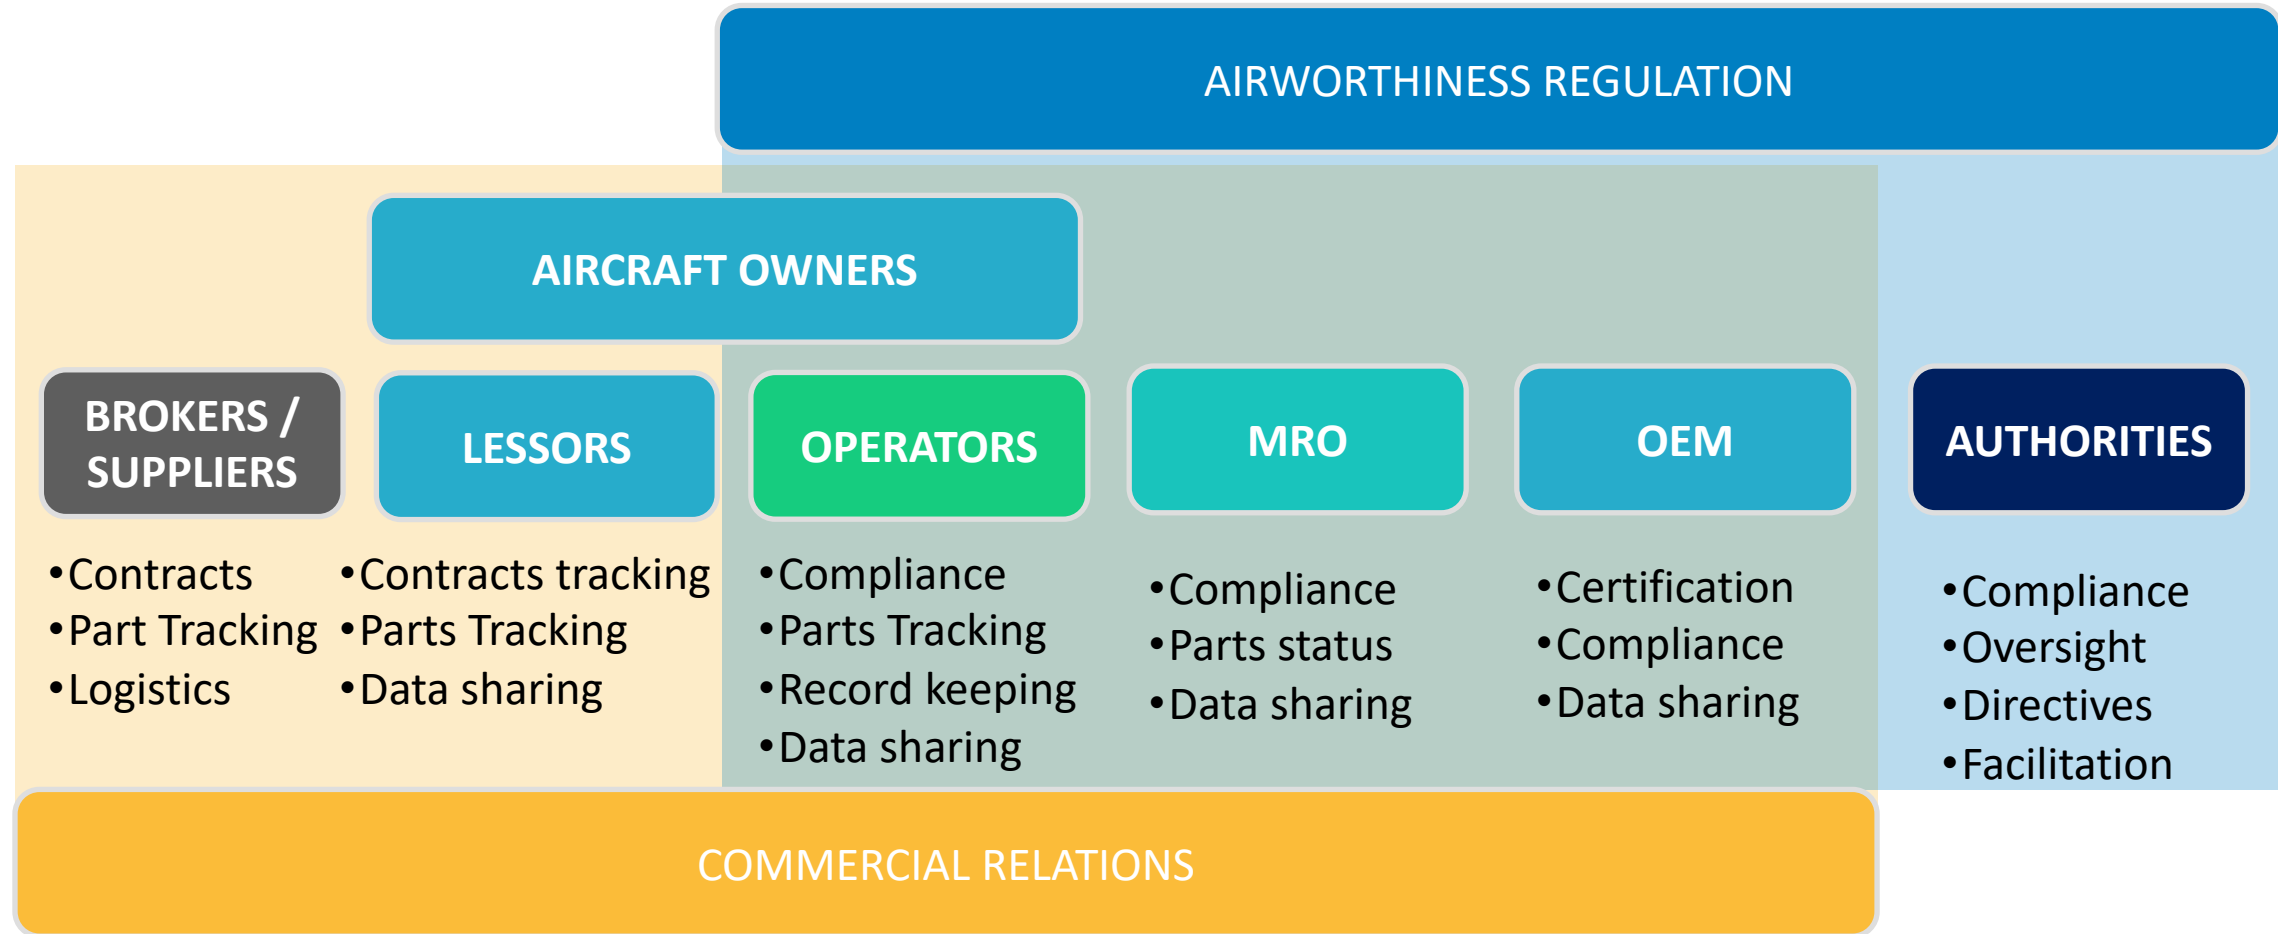 AIRWORTHINESS REGULATION
AIRCRAFT OWNERS
BROKERS /
SUPPLIERS
•Contracts
•Part Tracking
•Logistics
LESSORS
•Contracts tracking
•Parts Tracking
•Data sharing
OPERATORS
•Compliance
•Parts Tracking
•Record keeping
•Data sharing
MRO
•Compliance
•Parts status
•Data sharing
OEM
•Certification
•Compliance
•Data sharing
AUTHORITIES
•Compliance
•Oversight
•Directives
•Facilitation
COMMERCIAL RELATIONS